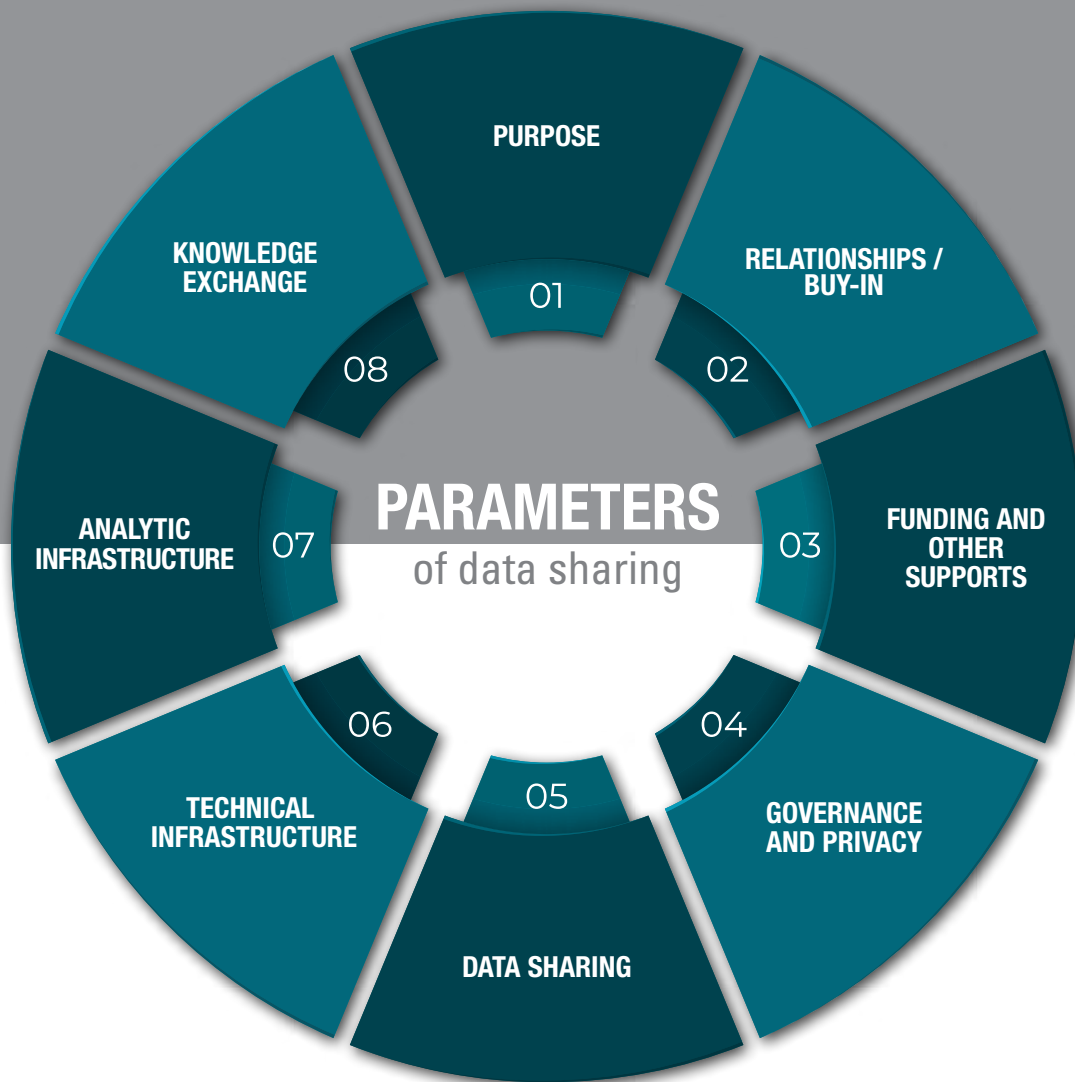 PURPOSE
01
RELATIONSHIPS /
BUY-IN
02
FUNDING AND
OTHER
SUPPORTS
03
GOVERNANCE
AND PRIVACY
04
DATA SHARING
05
TECHNICAL
INFRASTRUCTURE
06
ANALYTIC
INFRASTRUCTURE
07
KNOWLEDGE
EXCHANGE
08
PARAMETERS
of data sharing